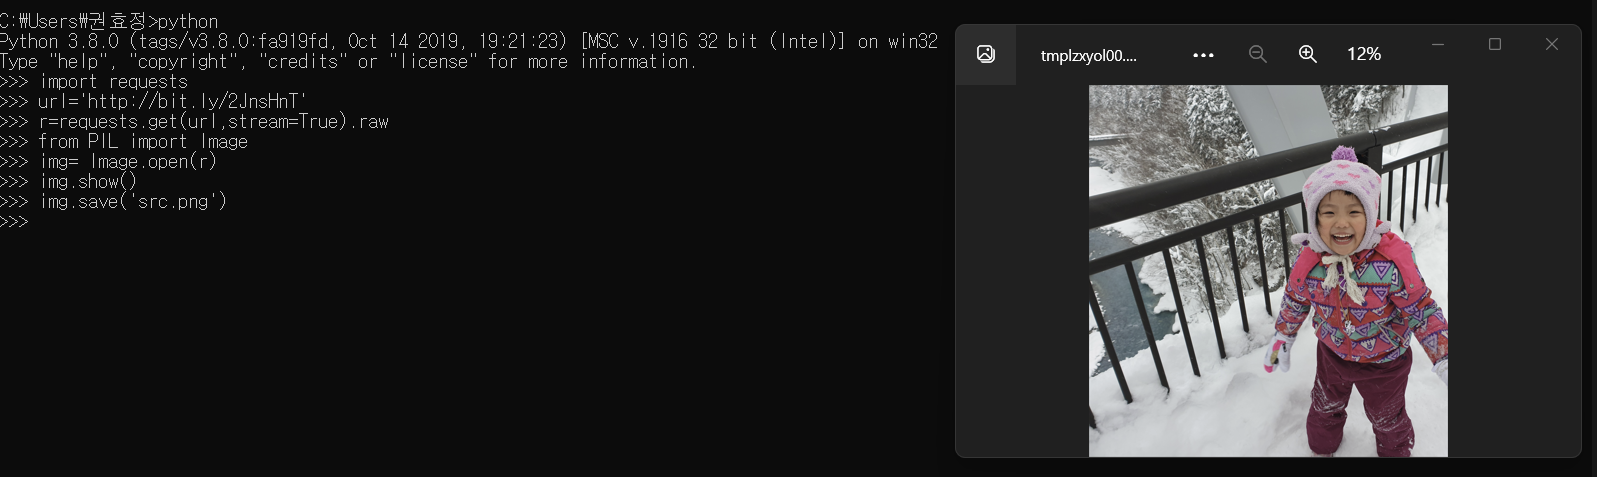 C:₩Users₩권효정>python
Python 3.8.0 (tags/v3.8.0:fa919fd, Oct 14 2019, 19:21:23) [MSC v.1916 32 bit (Intel)] on win32
Type "help", "copyright", "credits" or "license" for more information.
>>> import requests
>>> url='http://bit.ly/2JnsHnT'
>>> r=requests.get(url,stream=True).raw
>>> from PIL import Image
>>> img= Image.open(r)
>>> img.show()
>>> img.save('src.png')
>>>
tmplzxyol00....
12%